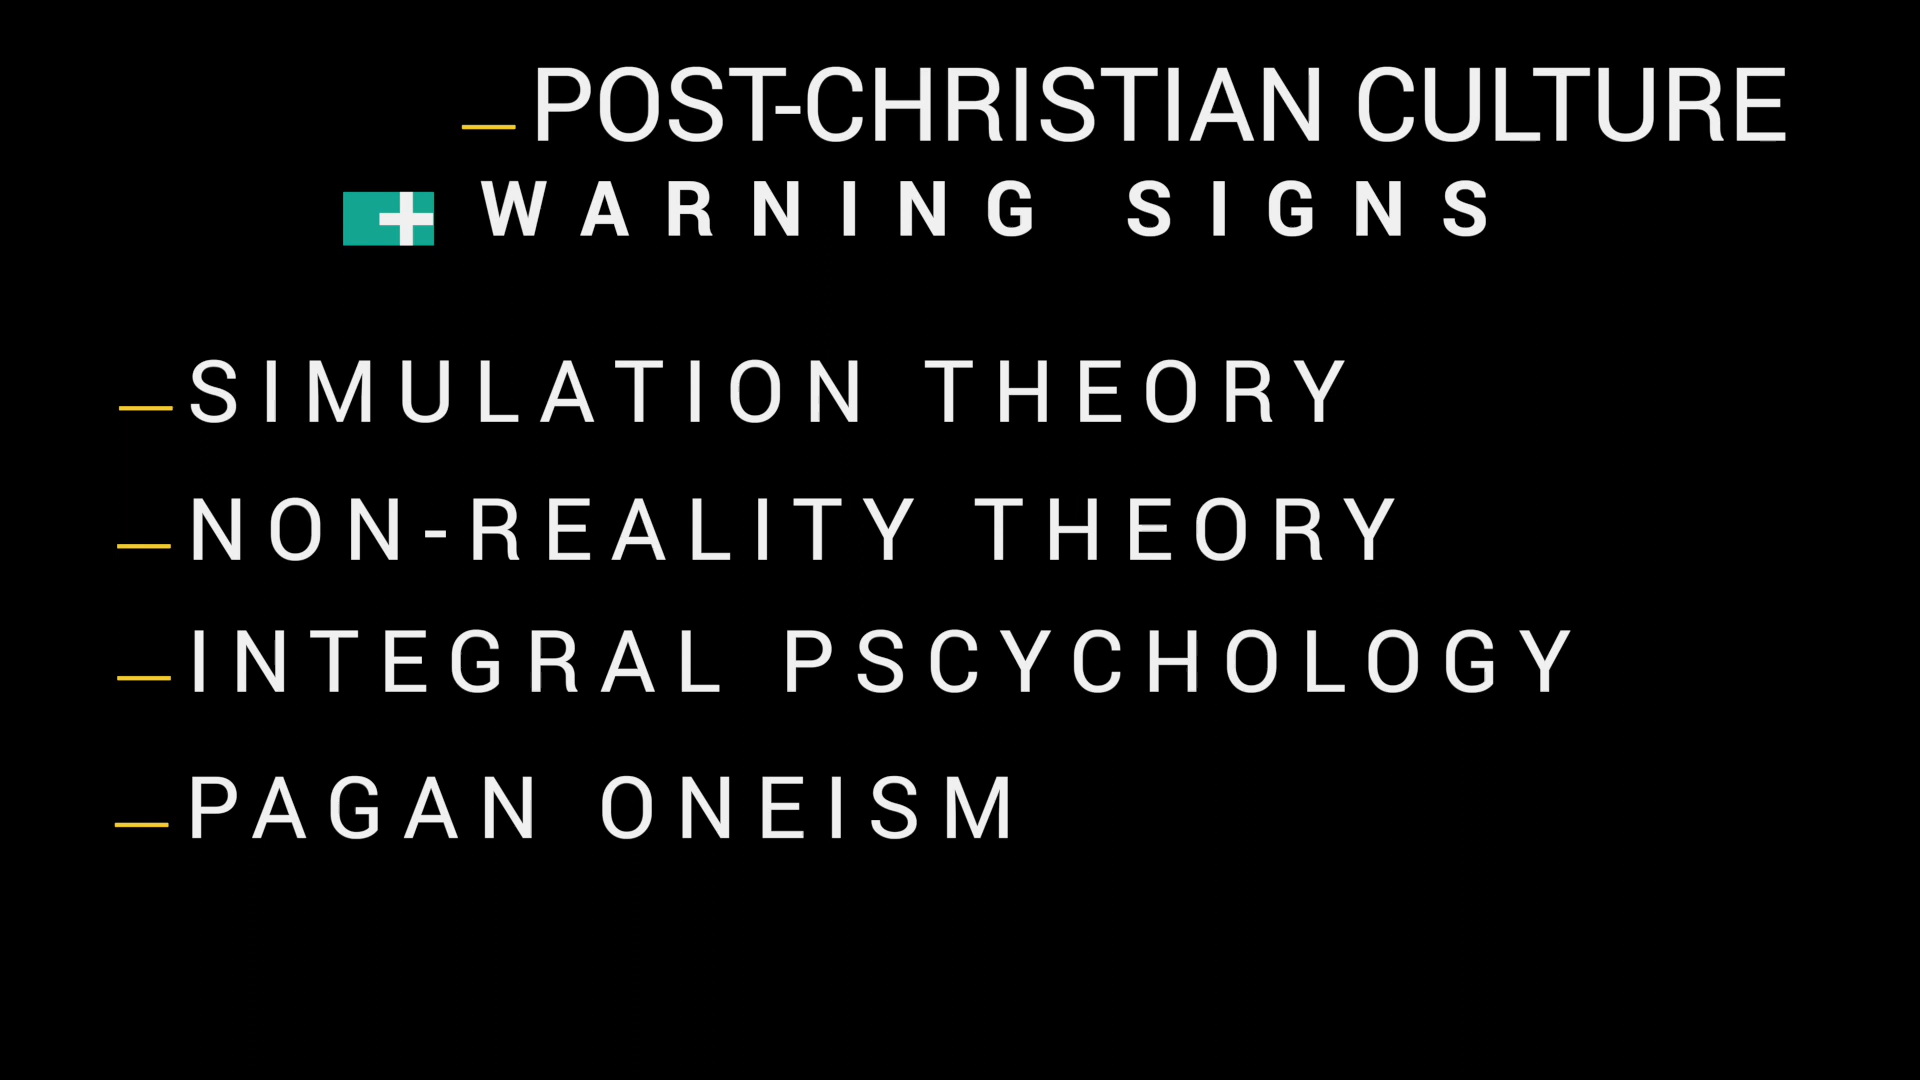 POST-CHRISTIAN CULTURE
WARNING SIGNS
SIMULATION THEORY
NON-REALITY THEORY
INTEGRAL PSCYCHOLOGY
PAGAN ONEISM